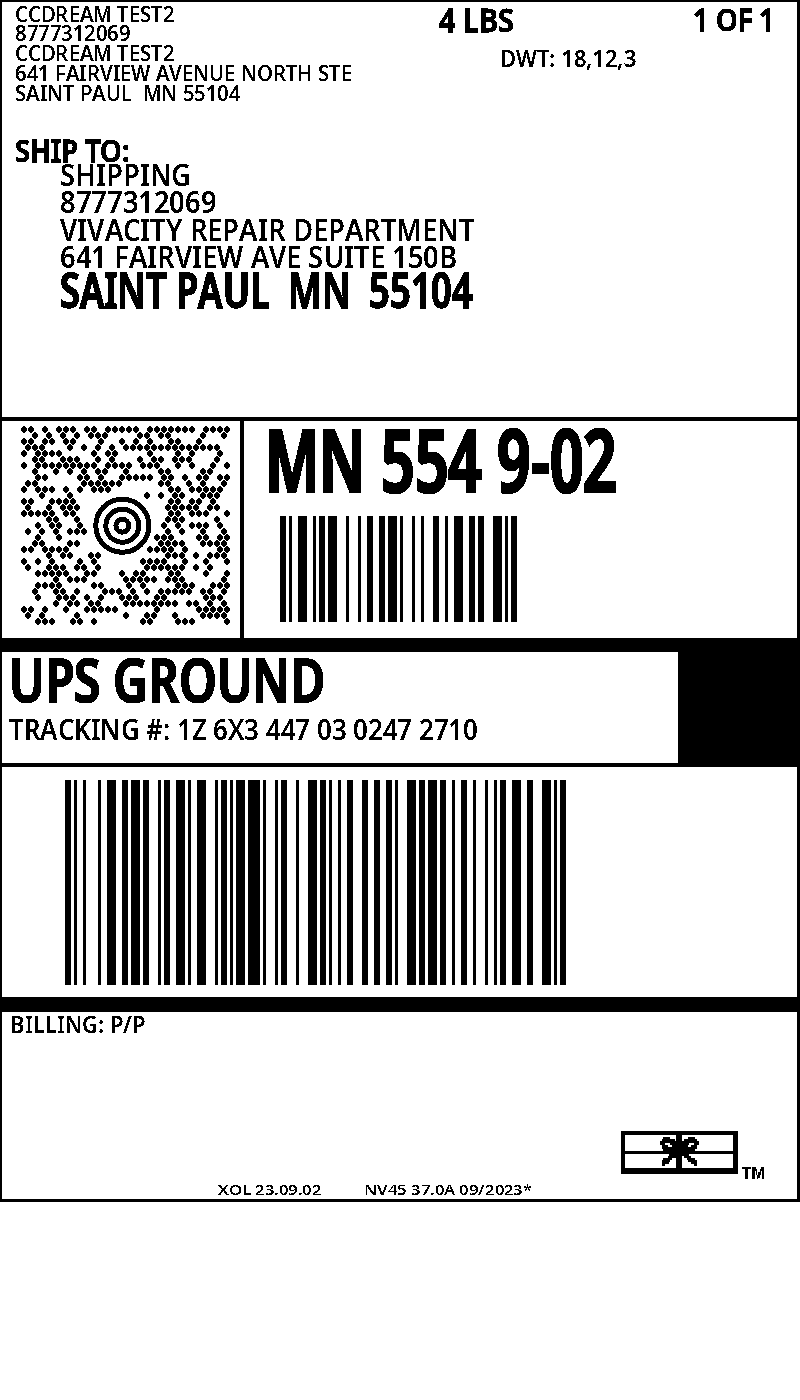 CCDREAM TEST2
8777312069
CCDREAM TEST2
641 FAIRVIEW AVENUE NORTH STE
SAINT PAUL  MN 55104
4 LBS
1 OF 1
DWT: 18,12,3
SHIP TO:
SHIPPING
8777312069
VIVACITY REPAIR DEPARTMENT
641 FAIRVIEW AVE SUITE 150B
SAINT PAUL  MN  55104
MN 554 9-02
UPS GROUND
TRACKING #: 1Z 6X3 447 03 0247 2710
BILLING: P/P
TM
XOL 23.09.02 NV45 37.0A 09/2023*